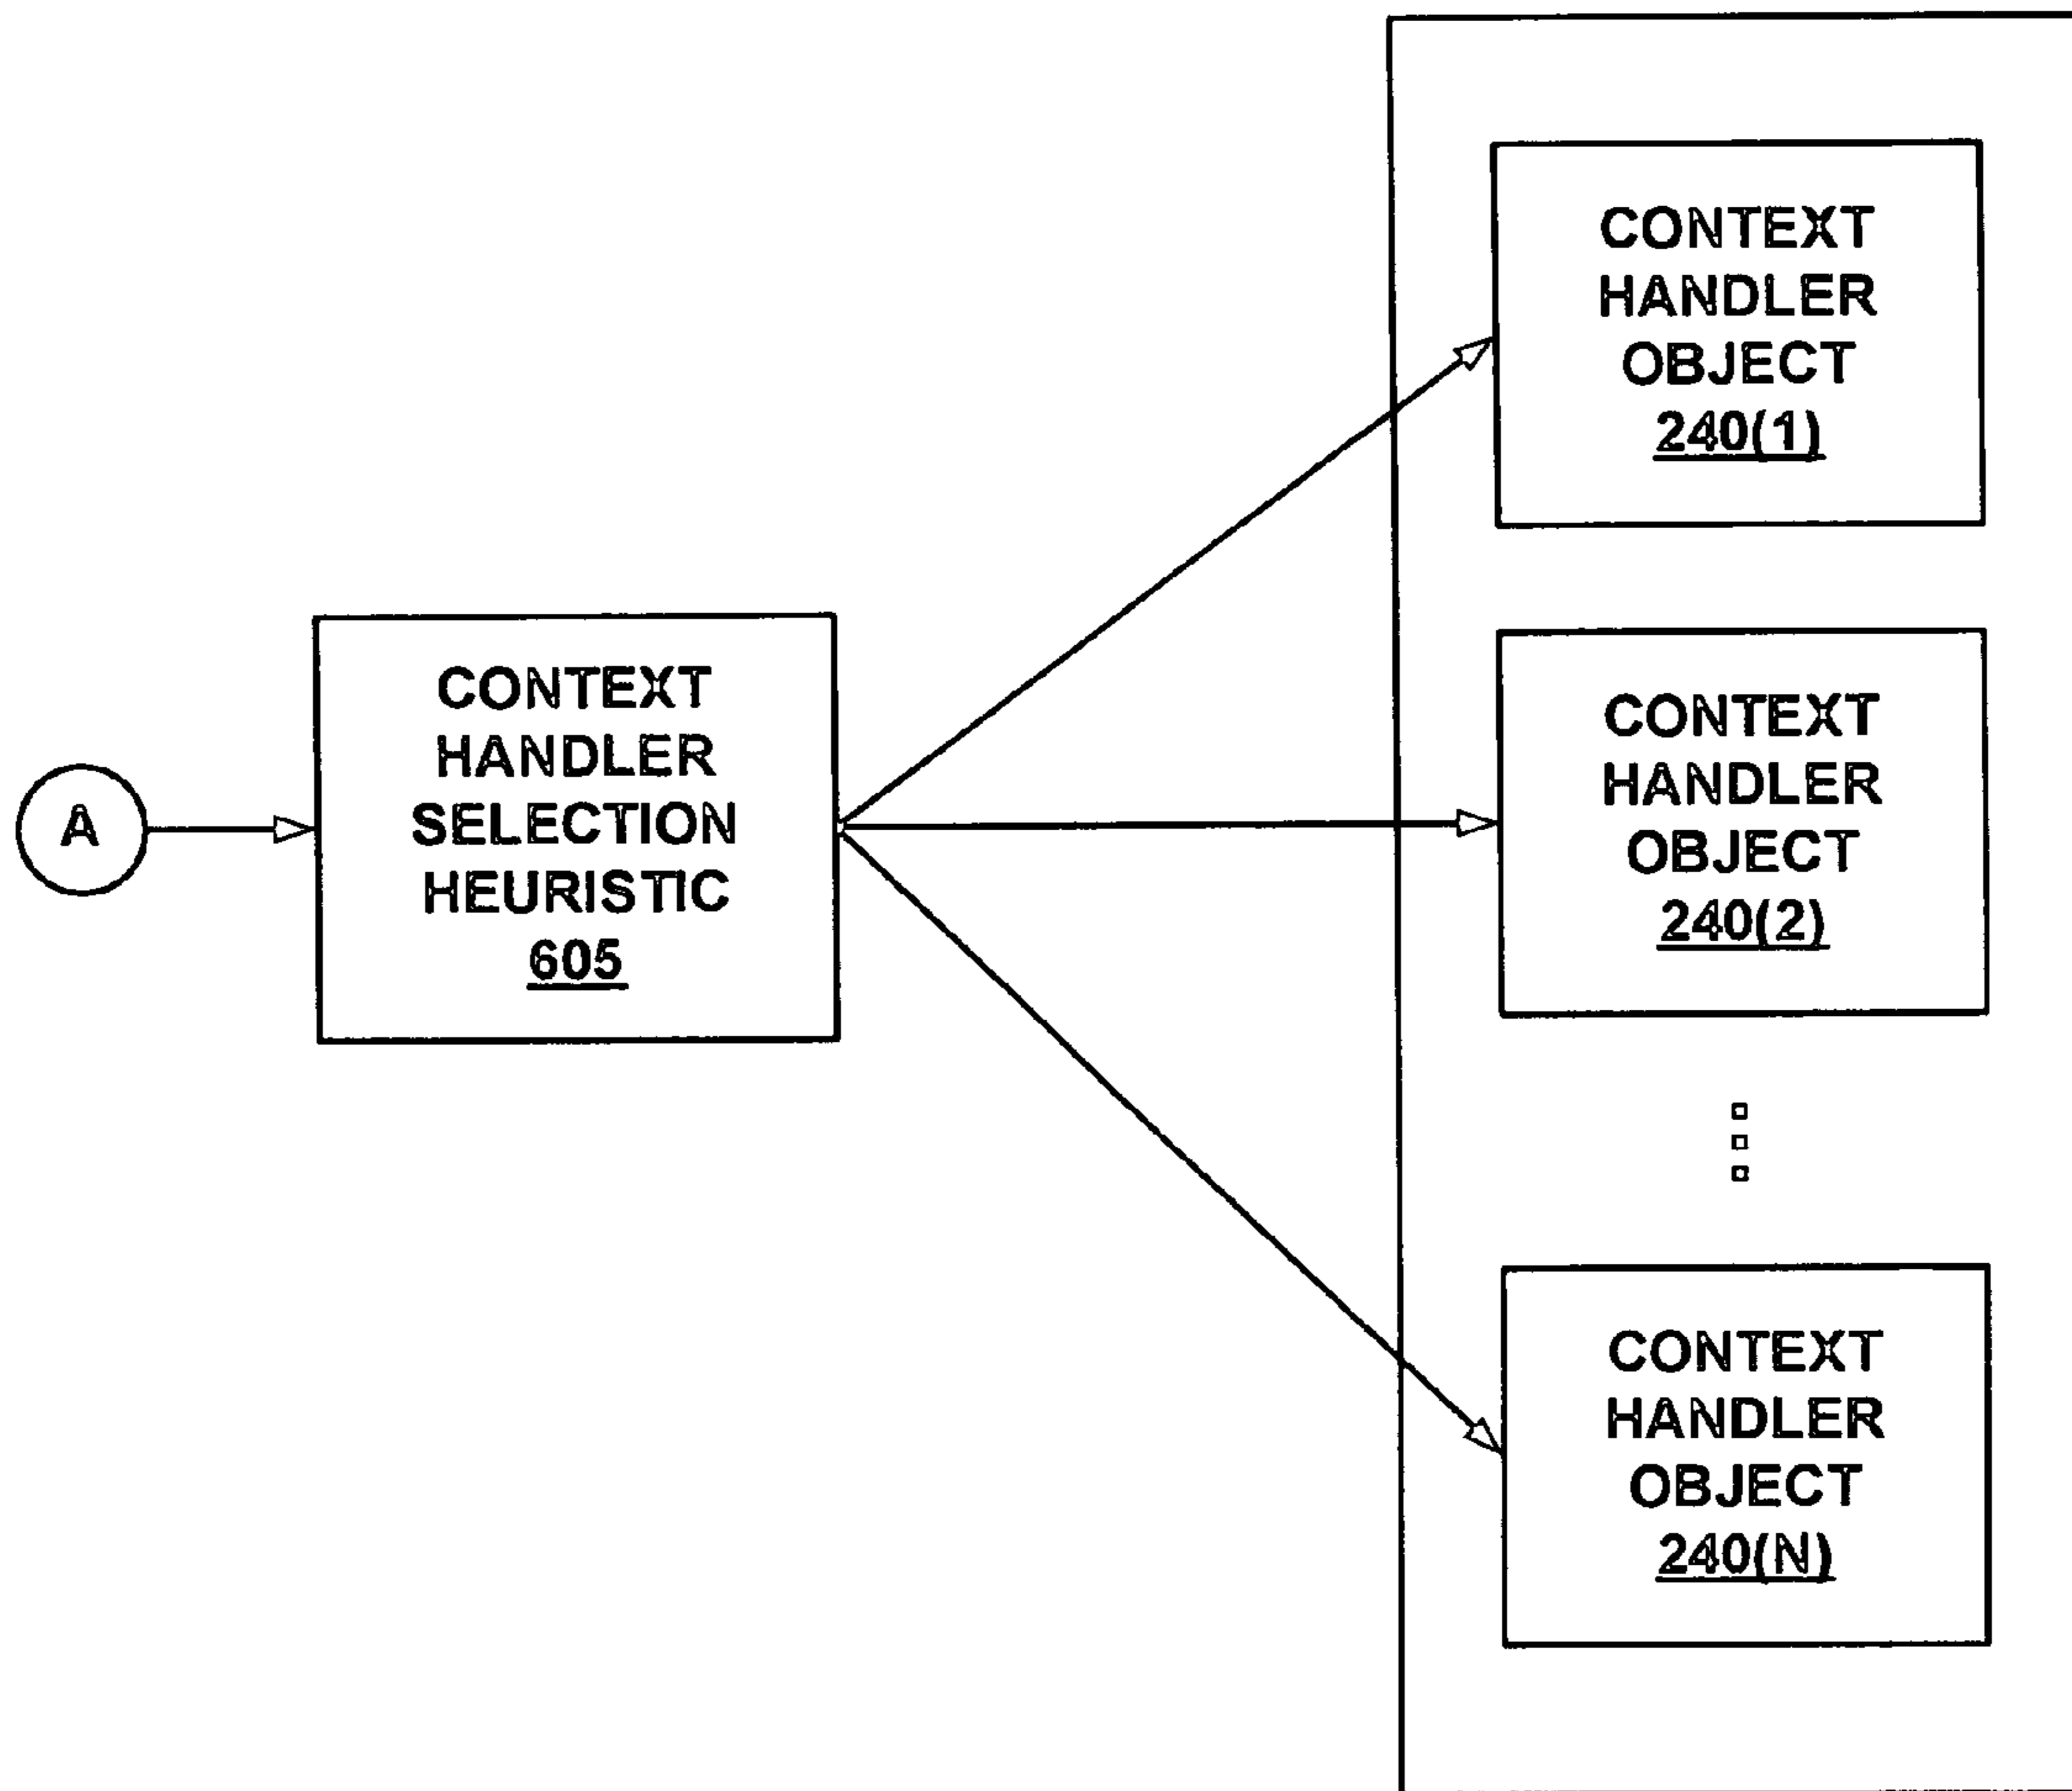 A
CONTEXT
HANDLER
SELECTION
HEURISTIC
605
CONTEXT
HANDLER
OBJECT
240(1)
CONTEXT
HANDLER
OBJECT
240(2)
CONTEXT
HANDLER
OBJECT
240(N)